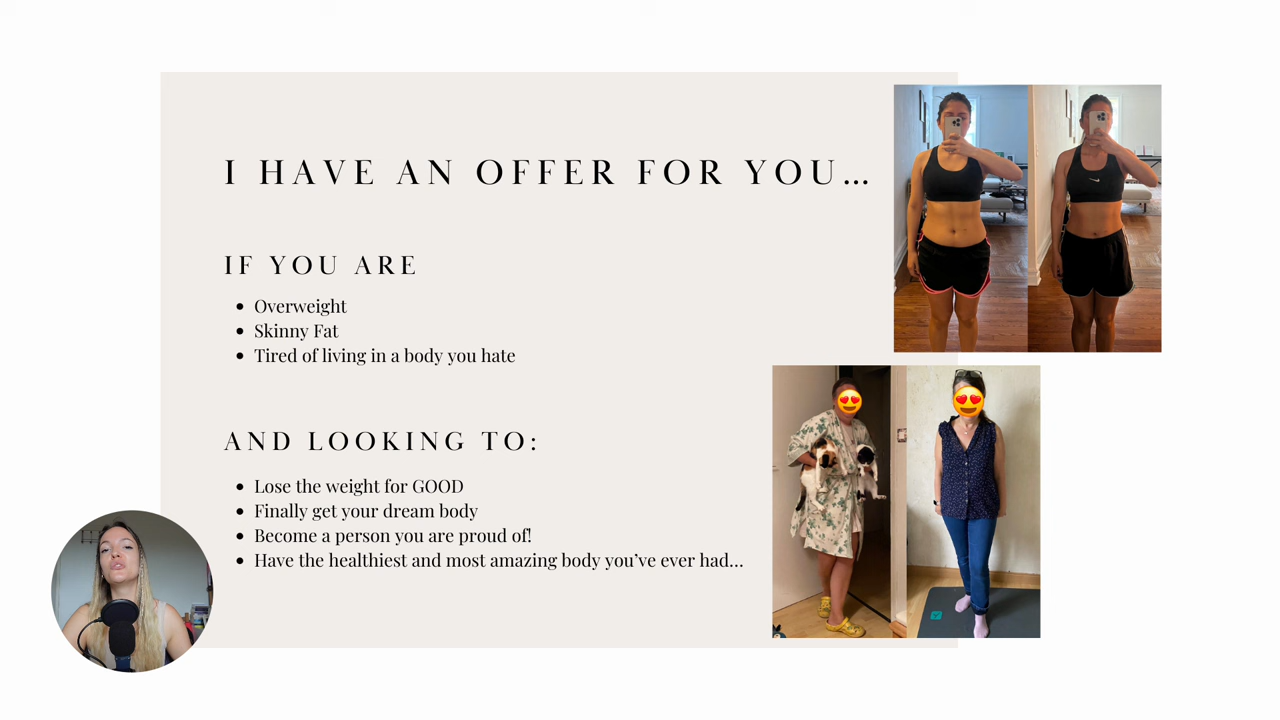 I HAVE AN OFFER FOR YOU...
IF YOU ARE
• Overweight
• Skinny Fat
• Tired of living in a body you hate
AND LOOKING TO:
• Lose the weight for GOOD
• Finally get your dream body
• Become a person you are proud of!
• Have the healthiest and most amazing body you've ever had...